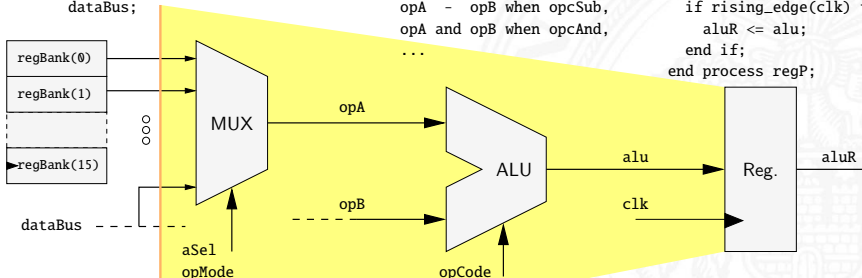 dataBus;
opA  -  opB when opcSub,
opA and opB when opcAnd,
...
if rising_edge(clk)
aluR <= alu;
end if;
end process regP;
regBank(0)
regBank(1)
regBank(15)
MUX
opA
ALU
alu
Reg.
aluR
opB
clk
dataBus
aSel
opMode
opCode